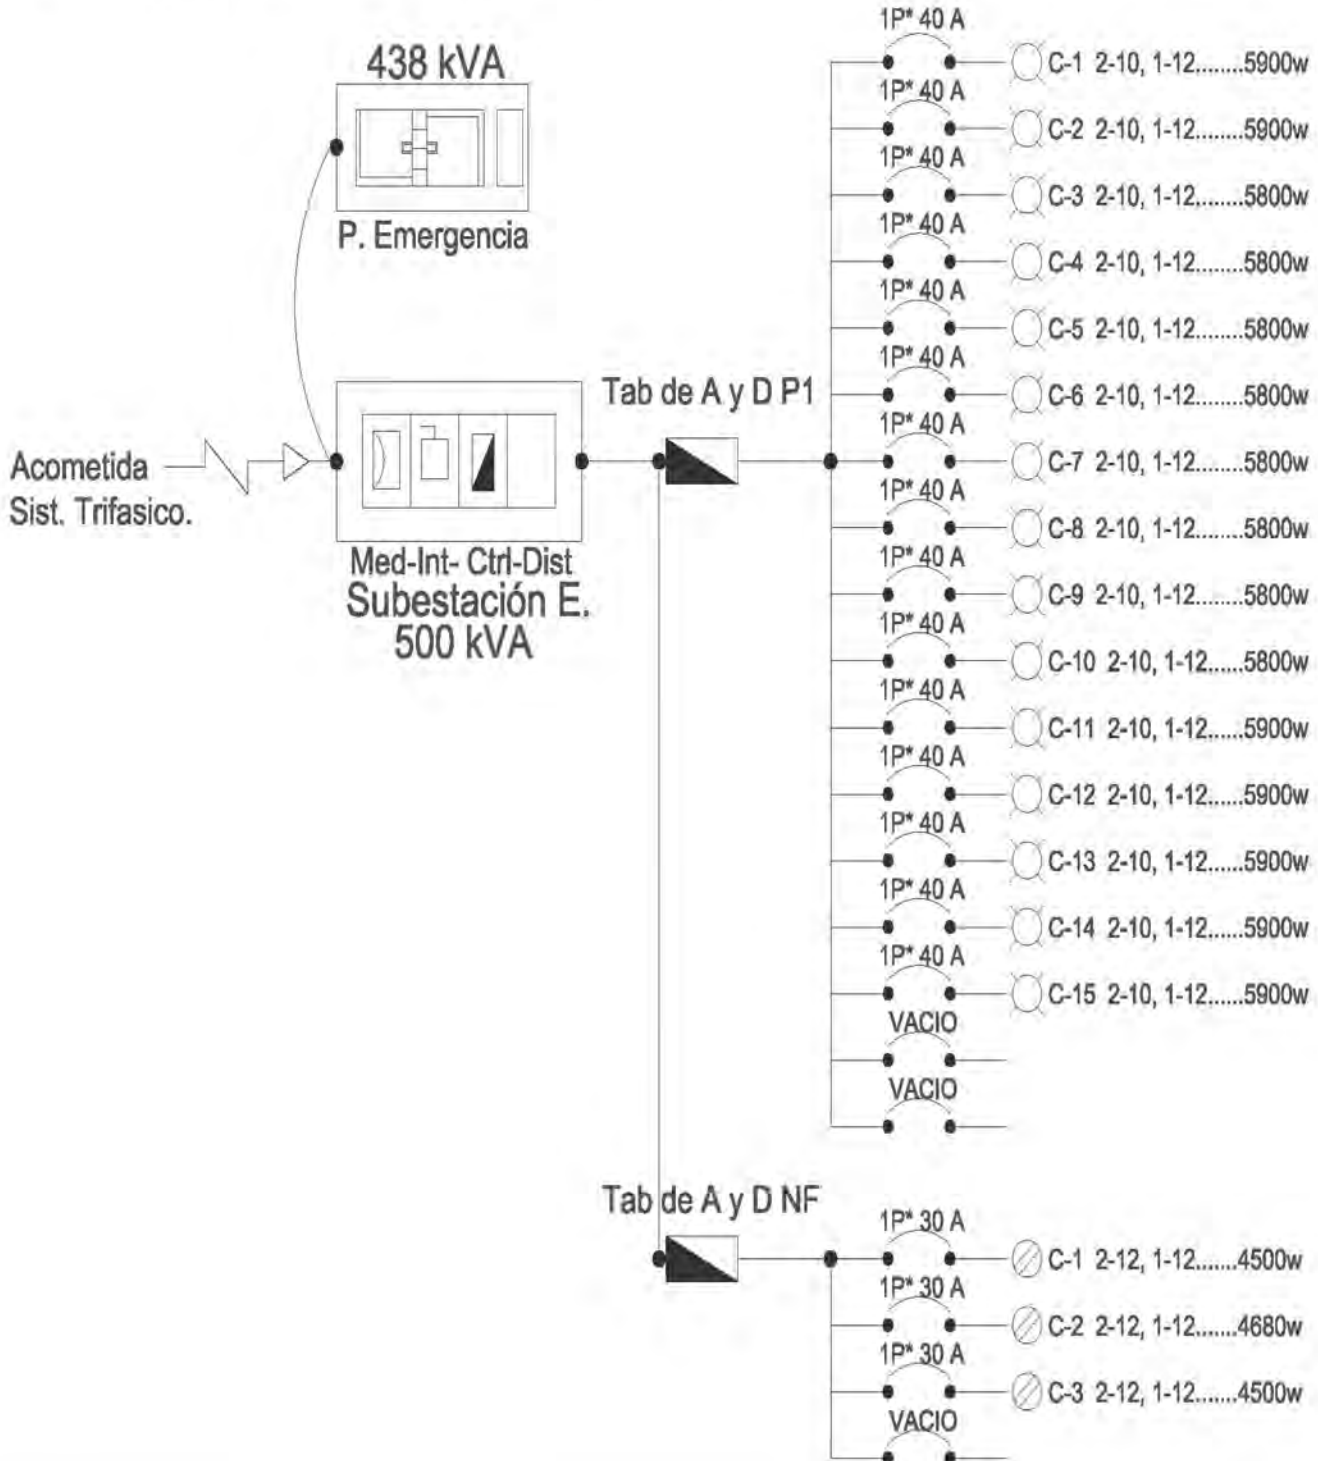 438 kVA
P. Emergencia
Acometida
Sist. Trifasico.
Med-Int- Ctrl-Dist
Subestación E.
500 kVA
Tab de A y D P1
1P* 40 A
C-1 2-10, 1-12.......5900w
1P* 40 A
C-2 2-10, 1-12........5900w
1P* 40 A
C-3 2-10, 1-12........5800w
1P* 40 A
C-4 2-10, 1-12........5800w
1P* 40 A
C-5 2-10, 1-12........5800w
1P* 40 A
C-6 2-10, 1-12........5800w
1P* 40 A
C-7 2-10, 1-12........5800w
1P* 40 A
C-8 2-10, 1-12........5800w
1P* 40 A
C-9 2-10, 1-12........5800w
1P* 40 A
C-10 2-10, 1-12......5800w
1P* 40 A
C-11 2-10, 1-12......5900w
1P* 40 A
C-12 2-10, 1-12......5900w
1P* 40 A
C-13 2-10, 1-12......5900w
1P* 40 A
C-14 2-10, 1-12......5900w
1P* 40 A
C-15 2-10, 1-12......5900w
VACIO
VACIO
Tab de A y D NF
1P* 30 A
C-1 2-12, 1-12.......4500w
1P* 30 A
C-2 2-12, 1-12.......4680w
1P* 30 A
C-3 2-12, 1-12.......4500w
VACIO